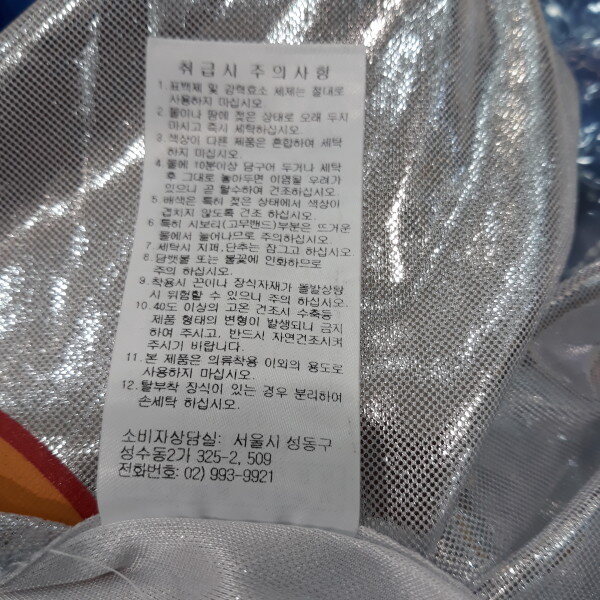 취급시 주의사항
1. 표백제 및 강력효소 세제는 절대로
사용하지 마십시오.
2. 물이나 땀에 젖은 상태로 오래 두지
마시고 즉시 세탁하십시오.
3. 색상이 다른 제품은 혼합하여 세탁
하지 마십시오.
4. 물에 10분이상 담구어 두거나 세탁
후 그대로 놓아두면 이염될 우려가
있으니 곧 탈수하여 건조하십시오.
5. 배색은 특히 젖은 상태에서 색상이
겹치지 않도록 건조 하십시오.
6. 특히 시보리(고무밴드)부분은 뜨거운
물에서 늘어나므로 주의하십시오.
7. 세탁시 지퍼,단추는 잠그고 하십시오.
8. 담뱃불 또는 불꽃에 인화하므로
주의 하십시오.
9. 착용시 끈이나 장식자재가 돌발상황
시 위험할 수 있으니 주의 하십시오.
10. 40도 이상의 고온 건조시 수축등
제품 형태의 변형이 발생되니 금지
하여 주시고, 반드시 자연건조시켜
주시기 바랍니다.
11. 본 제품은 의류착용 이외의 용도로
사용하지 마십시오.
12. 탈부착 장식이 있는 경우 분리하여
손세탁 하십시오.
소비자상담실: 서울시 성동구
성수동2가 325-2, 509
전화번호: 02) 993-9921